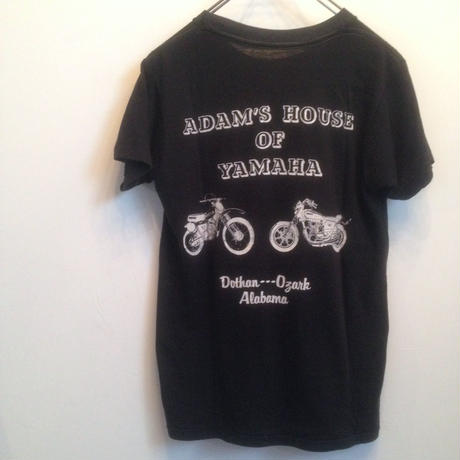 ADAM'S HOUSE
OF
YAMAHA
Dothan---Ozark
Alabama